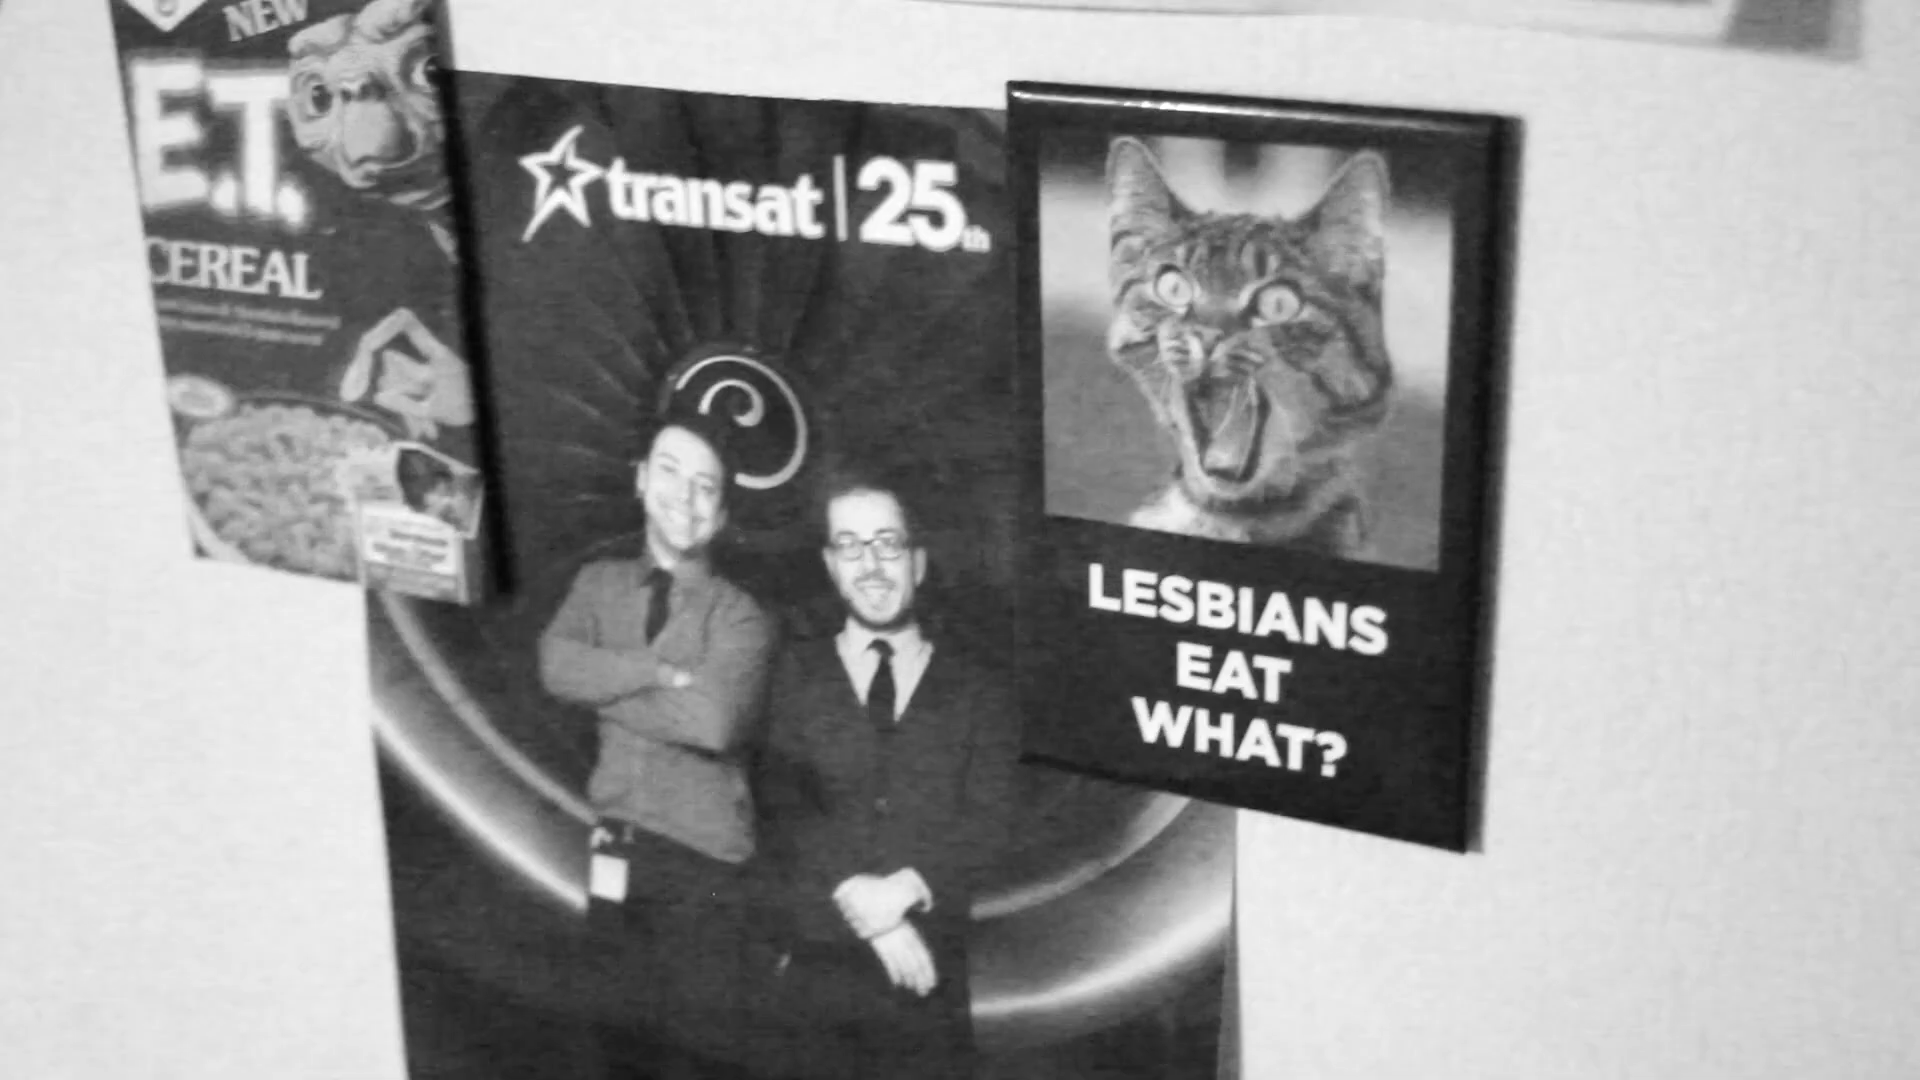 NEW
E.T.
CEREAL
transat | 25th
LESBIANS
EAT
WHAT?